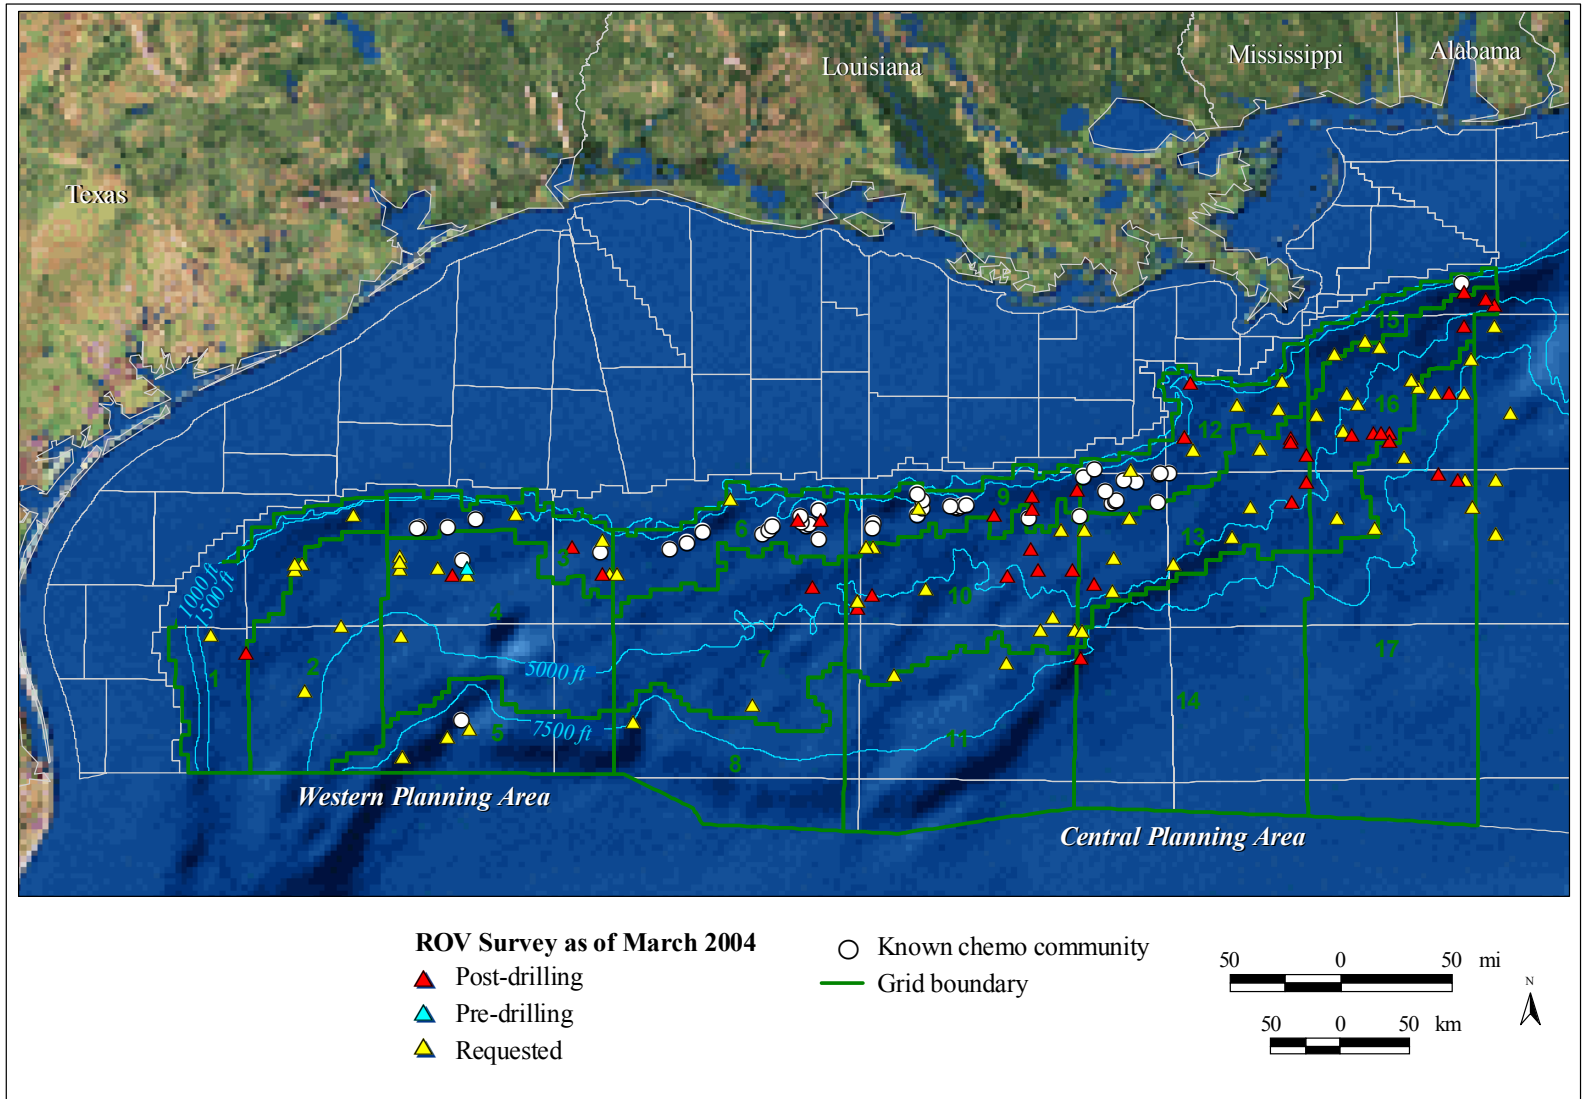 Mississippi
Alabama
Louisiana
Texas
15
16
12
9
6
3
13
1000 ft
1500 ft
10
4
17
2
1
7
5000 ft
14
7500 ft
5
11
8
Western Planning Area
Central Planning Area
ROV Survey as of March 2004
Post-drilling
Pre-drilling
Requested
Known chemo community
Grid boundary
50 0 50 mi
50 0 50 km
N